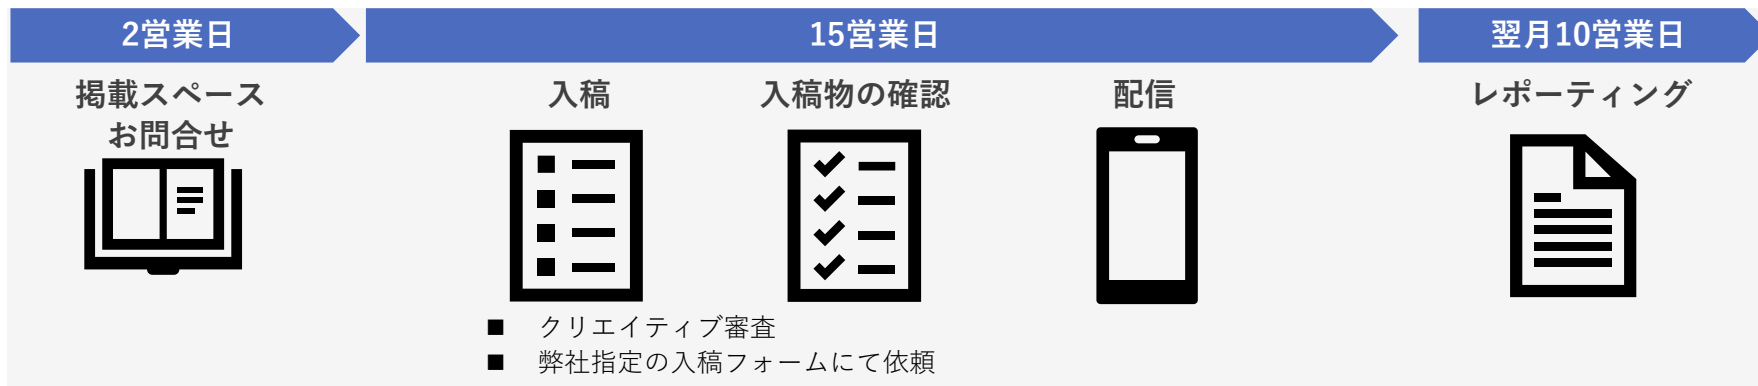 2営業日
15営業日
翌月10営業日
掲載スペース
お問合せ
入稿
入稿物の確認
配信
レポーティング
■ クリエイティブ審査
■ 弊社指定の入稿フォームにて依頼